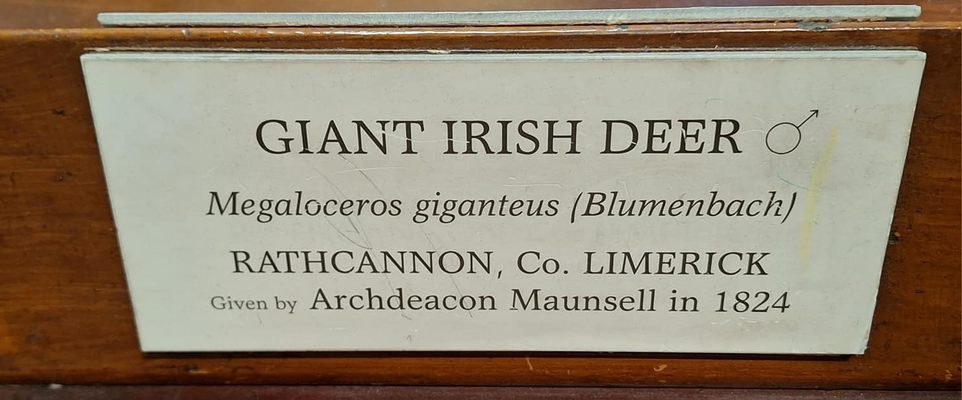 GIANT IRISH DEER ♂
Megaloceros giganteus (Blumenbach)
RATHCANNON, Co. LIMERICK
Given by Archdeacon Maunsell in 1824